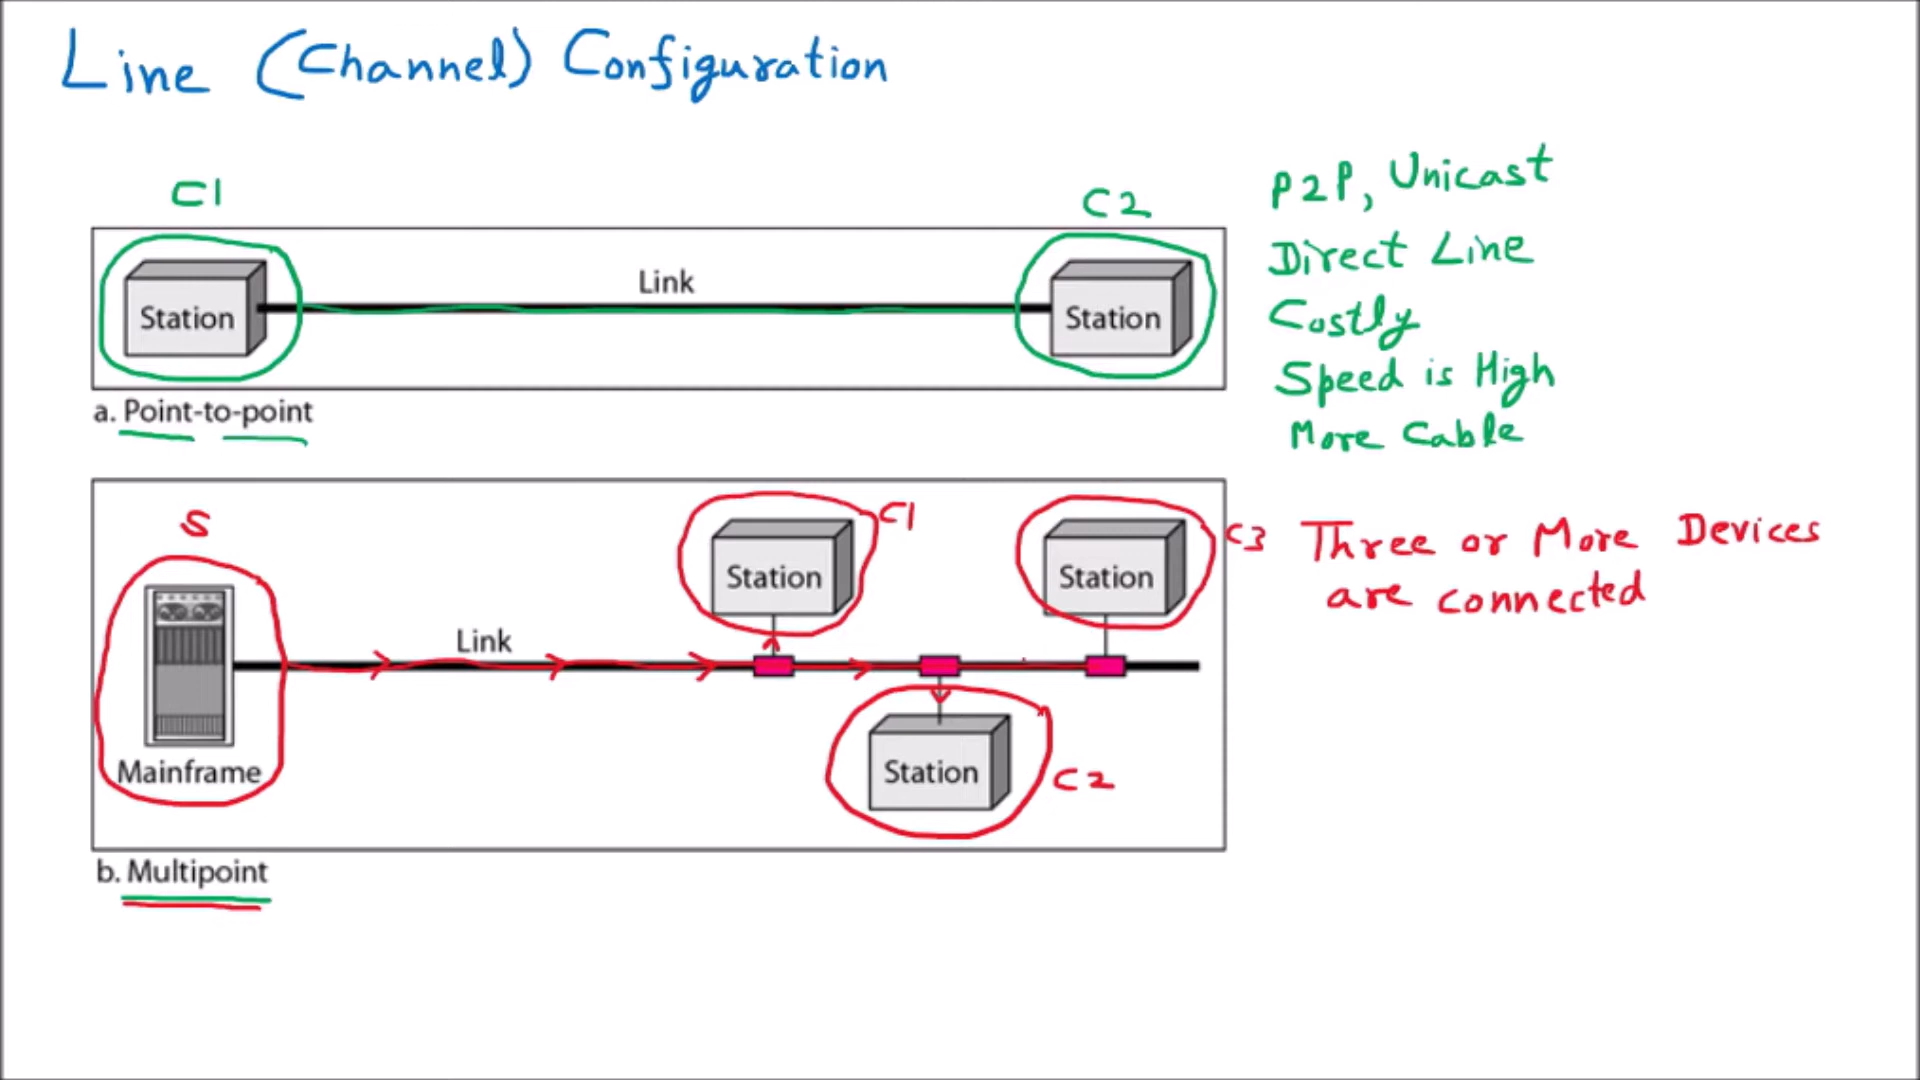 Line (Channel) Configuration
C1
C2
Link
Station
Station
a. Point-to-point
P2P, Unicast
Direct Line
Costly
Speed is High
More Cable
S
C1
C3
Station
Station
Link
Mainframe
Station
C2
b. Multipoint
Three or More Devices
are connected